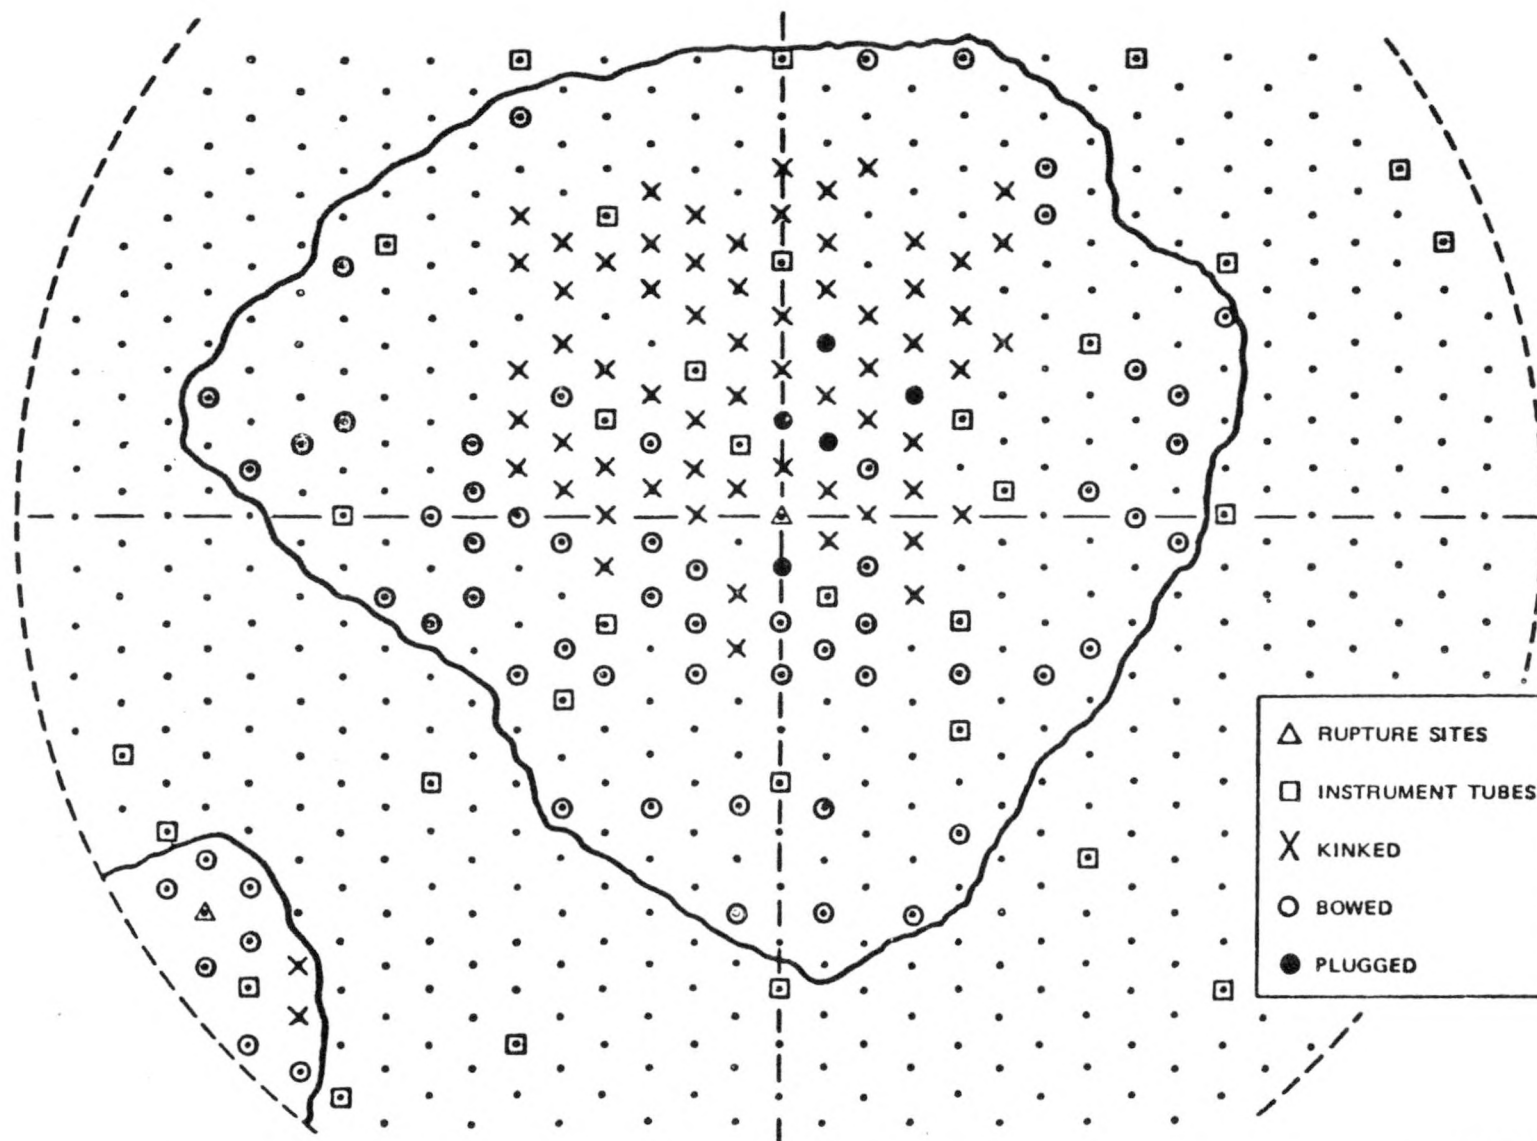 RUPTURE SITES
INSTRUMENT TUBES
KINKED
BOWED
PLUGGED